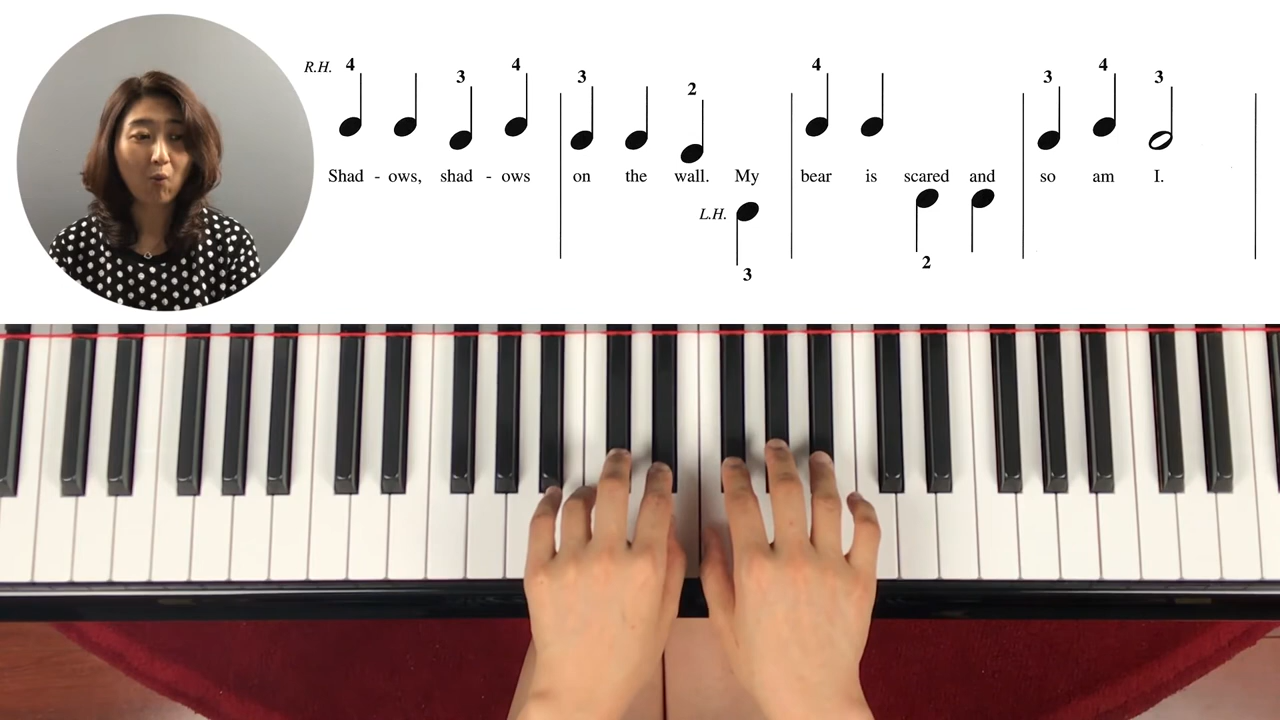 R.H. 4 3 4 3 2 4 3 4 3
Shad - ows, shad - ows on the wall. My bear is scared and so am I.
L.H.
3 2